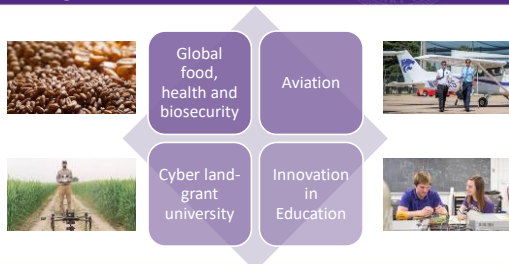 Global
food,
health and
biosecurity
Aviation
Cyber land-
grant
university
Innovation
in
Education